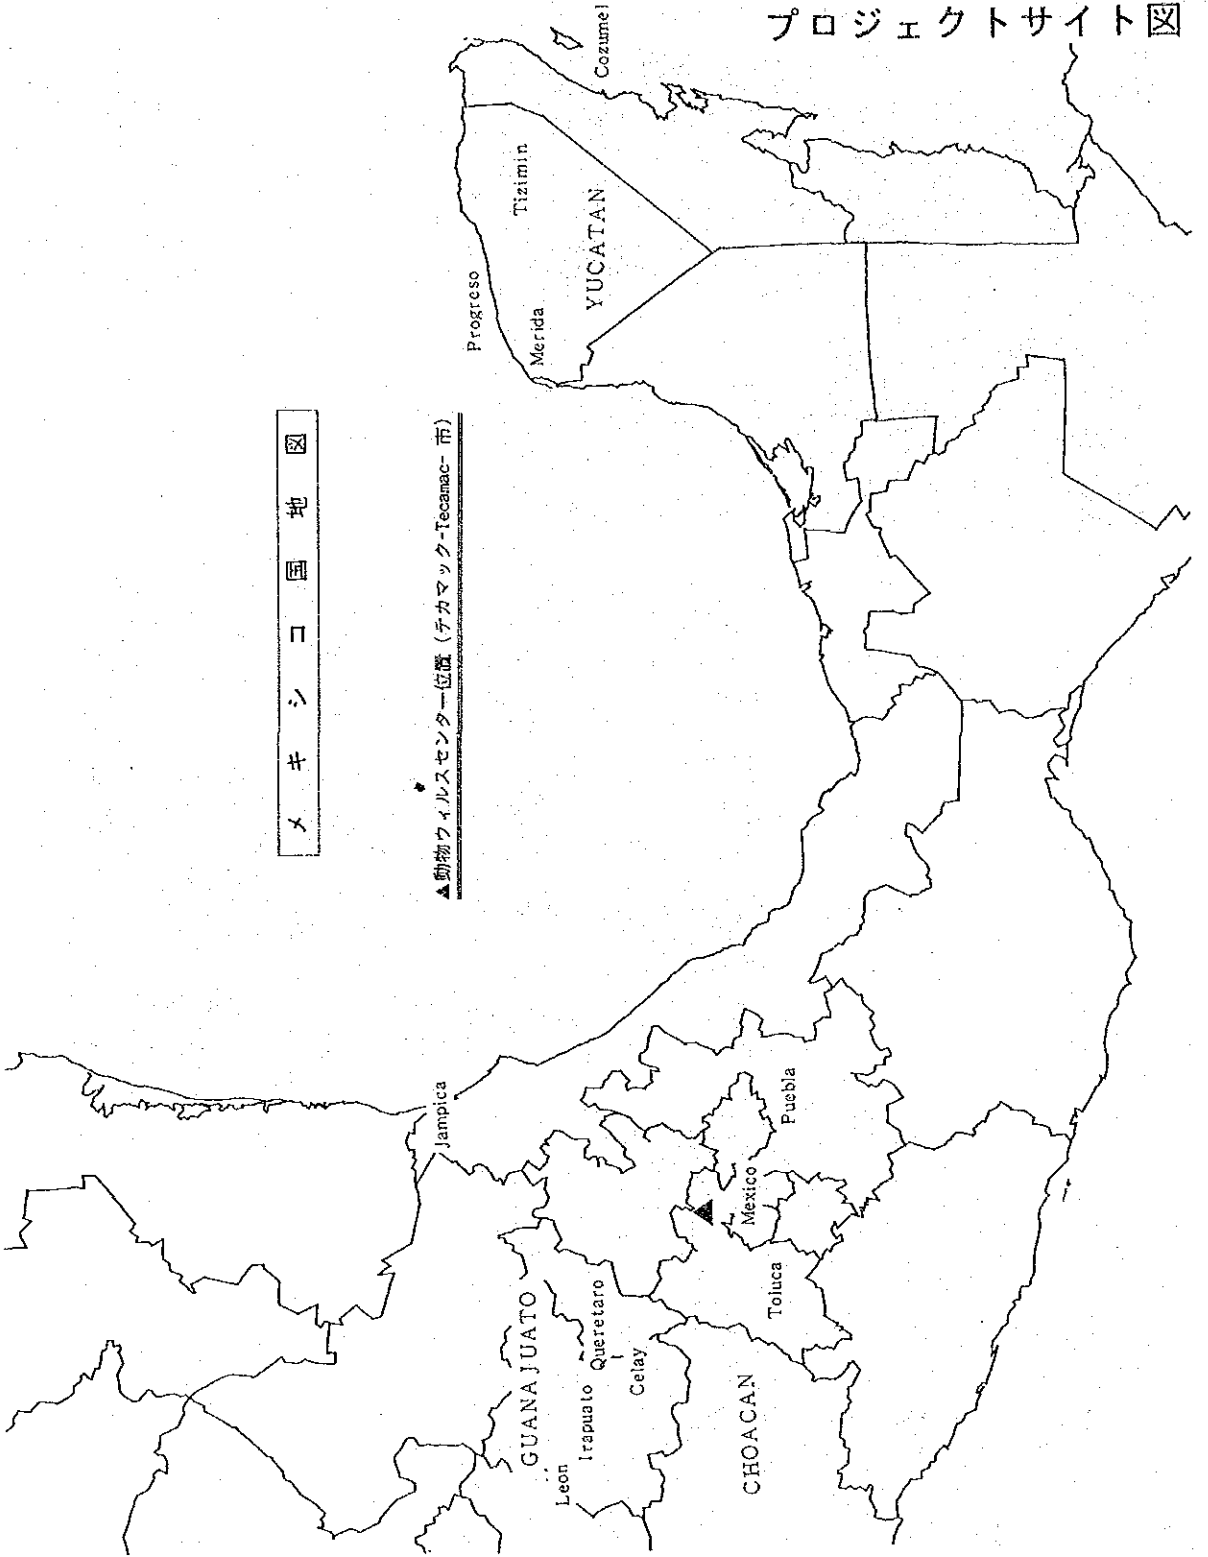 プロジェクトサイト図
メキシコ国地図
▲動物ウィルスセンター位置 (テカマック-Tecamac- 市)
Progreso
Merida
Tizimin
YUCATAN
Cozumel
Jampica
GUANAJUATO
Leon
Irapuato
Queretaro
Celay
CHOACAN
Toluca
Mexico
Puebla